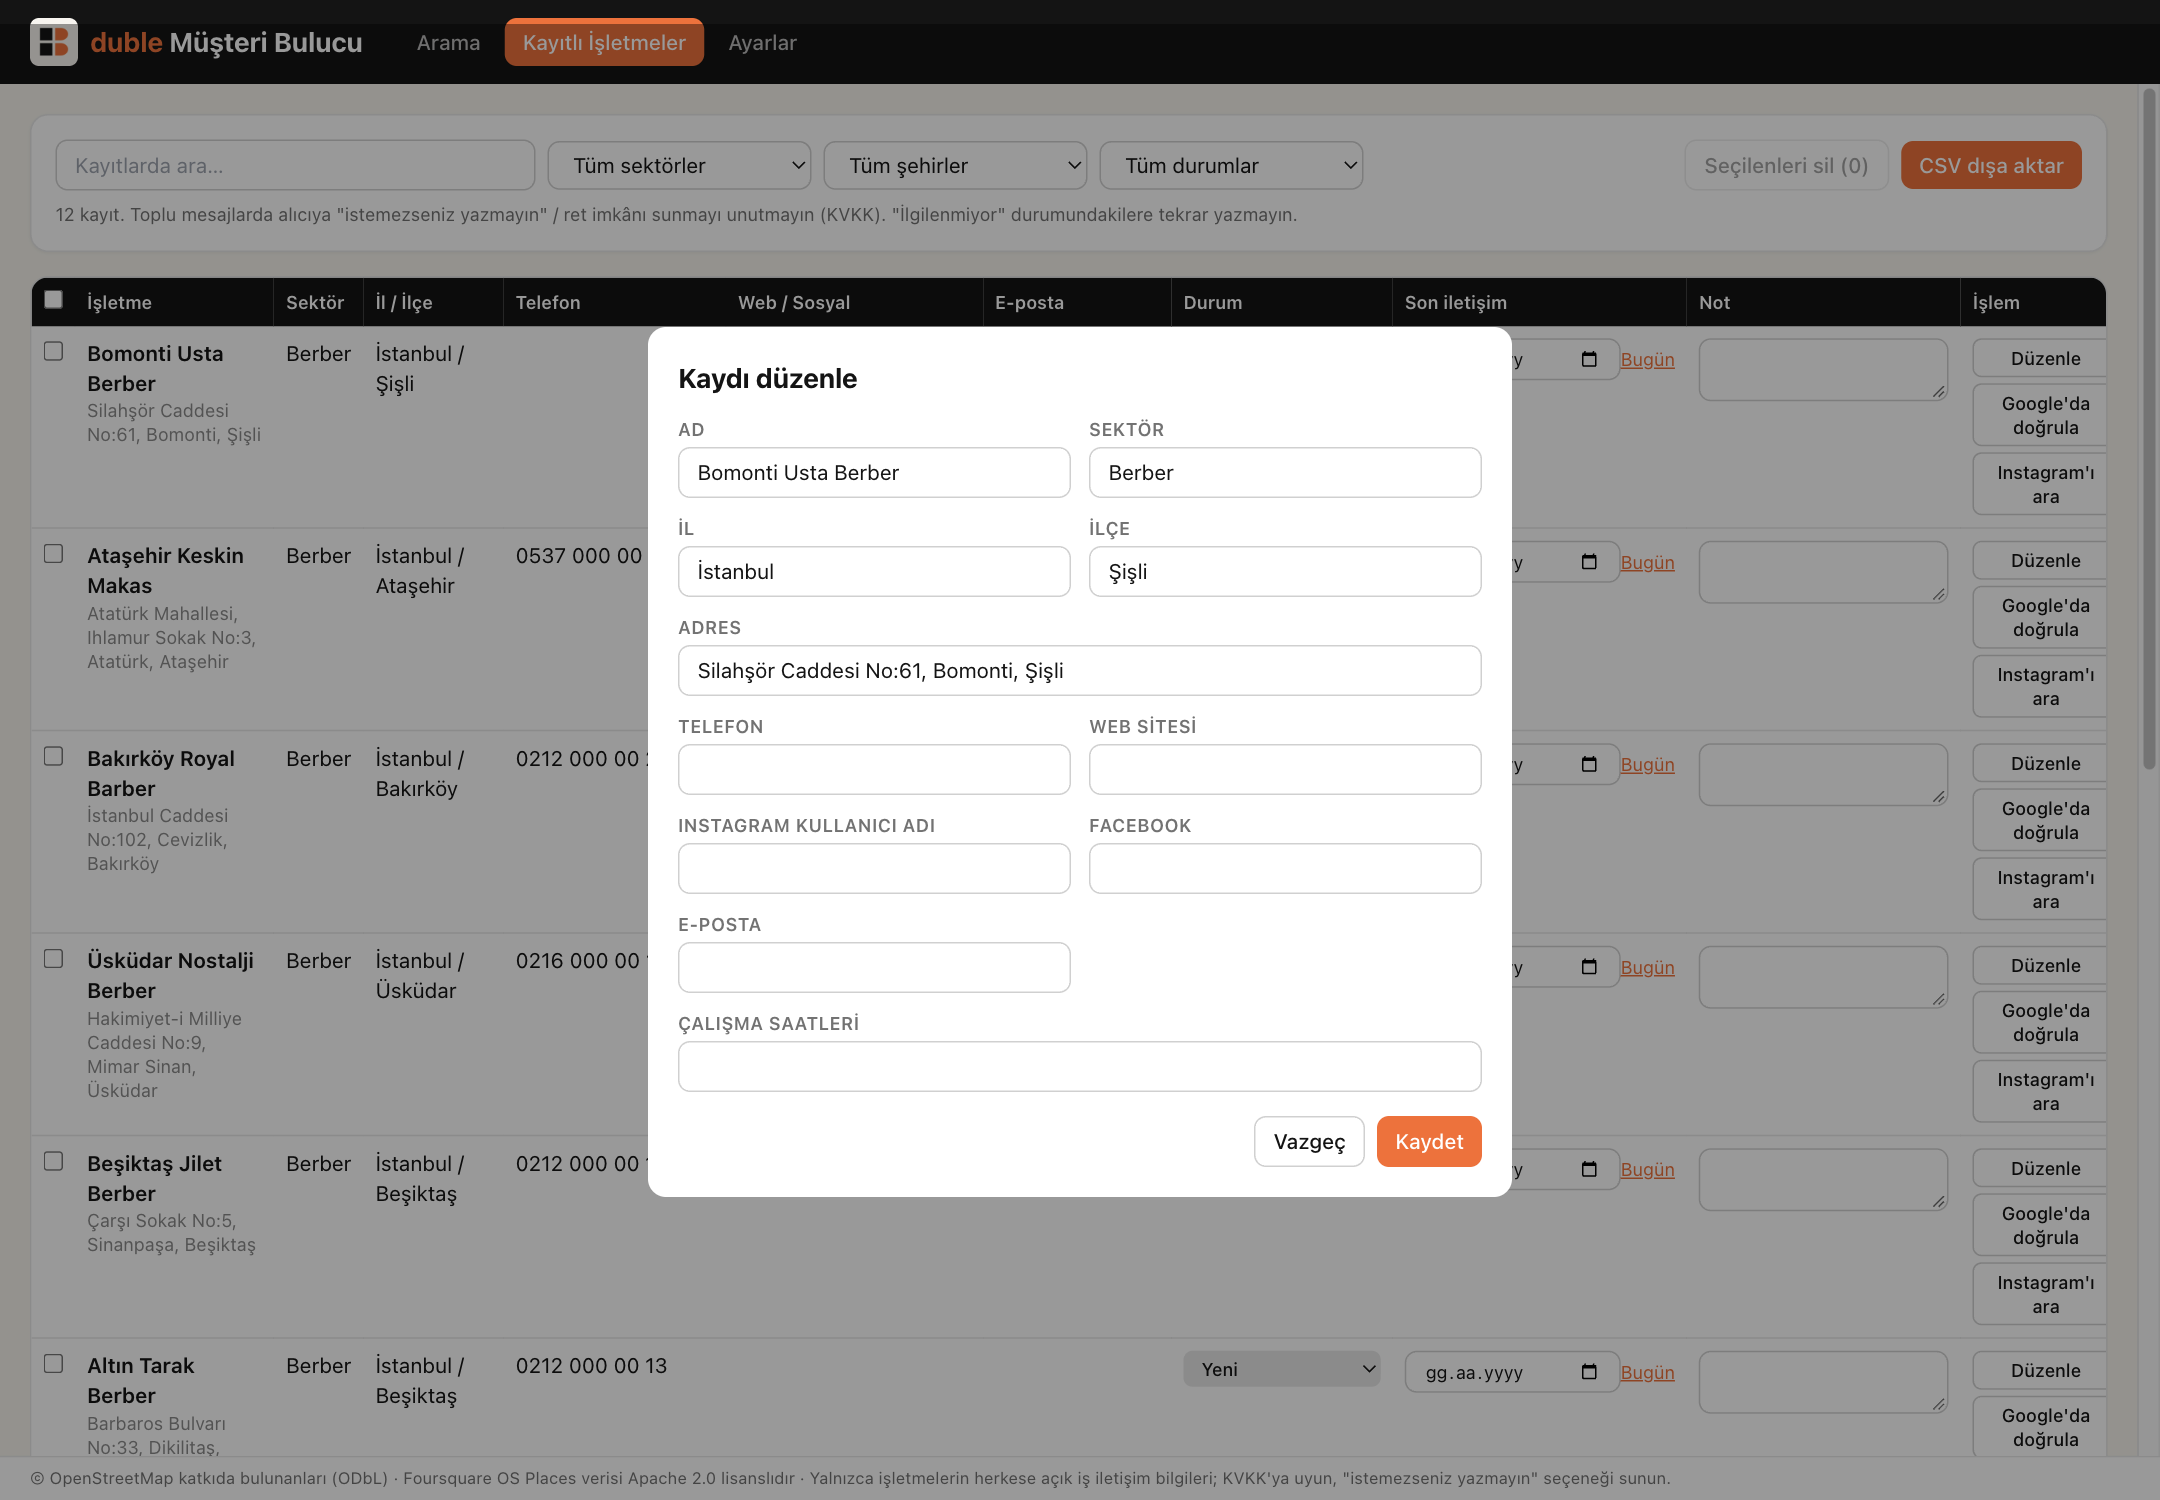 duble Müşteri Bulucu
Arama
Kayıtlı İşletmeler
Ayarlar
Kayıtlarda ara...
Tüm sektörler
Tüm şehirler
Tüm durumlar
Seçilenleri sil (0)
CSV dışa aktar
12 kayıt. Toplu mesajlarda alıcıya "istemezseniz yazmayın" / ret imkânı sunmayı unutmayın (KVKK). "İlgilenmiyor" durumundakilere tekrar yazmayın.
İşletme
Sektör
İl / İlçe
Telefon
Web / Sosyal
E-posta
Durum
Son iletişim
Not
İşlem
Bomonti Usta
Berber
Silahşör Caddesi
No:61, Bomonti, Şişli
Berber
İstanbul /
Şişli
Bugün
Düzenle
Google'da
doğrula
Instagram'ı
ara
Ataşehir Keskin
Makas
Atatürk Mahallesi,
Ihlamur Sokak No:3,
Atatürk, Ataşehir
Berber
İstanbul /
Ataşehir
0537 000 00
Bugün
Düzenle
Google'da
doğrula
Instagram'ı
ara
Bakırköy Royal
Barber
İstanbul Caddesi
No:102, Cevizlik,
Bakırköy
Berber
İstanbul /
Bakırköy
0212 000 00
Bugün
Düzenle
Google'da
doğrula
Instagram'ı
ara
Üsküdar Nostalji
Berber
Hakimiyet-i Milliye
Caddesi No:9,
Mimar Sinan,
Üsküdar
Berber
İstanbul /
Üsküdar
0216 000 00
Bugün
Düzenle
Google'da
doğrula
Instagram'ı
ara
Beşiktaş Jilet
Berber
Çarşı Sokak No:5,
Sinanpaşa, Beşiktaş
Berber
İstanbul /
Beşiktaş
0212 000 00
Bugün
Düzenle
Google'da
doğrula
Instagram'ı
ara
Altın Tarak
Berber
Barbaros Bulvarı
No:33, Dikilitaş,
Berber
İstanbul /
Beşiktaş
0212 000 00 13
Yeni
gg.aa.yyyy
Bugün
Düzenle
Google'da
doğrula
Kaydı düzenle
AD
Bomonti Usta Berber
SEKTÖR
Berber
İL
İstanbul
İLÇE
Şişli
ADRES
Silahşör Caddesi No:61, Bomonti, Şişli
TELEFON
WEB SİTESİ
INSTAGRAM KULLANICI ADI
FACEBOOK
E-POSTA
ÇALIŞMA SAATLERİ
Vazgeç
Kaydet
© OpenStreetMap katkıda bulunanları (ODbL) · Foursquare OS Places verisi Apache 2.0 lisanslıdır · Yalnızca işletmelerin herkese açık iş iletişim bilgileri; KVKK'ya uyun, "istemezseniz yazmayın" seçeneği sunun.